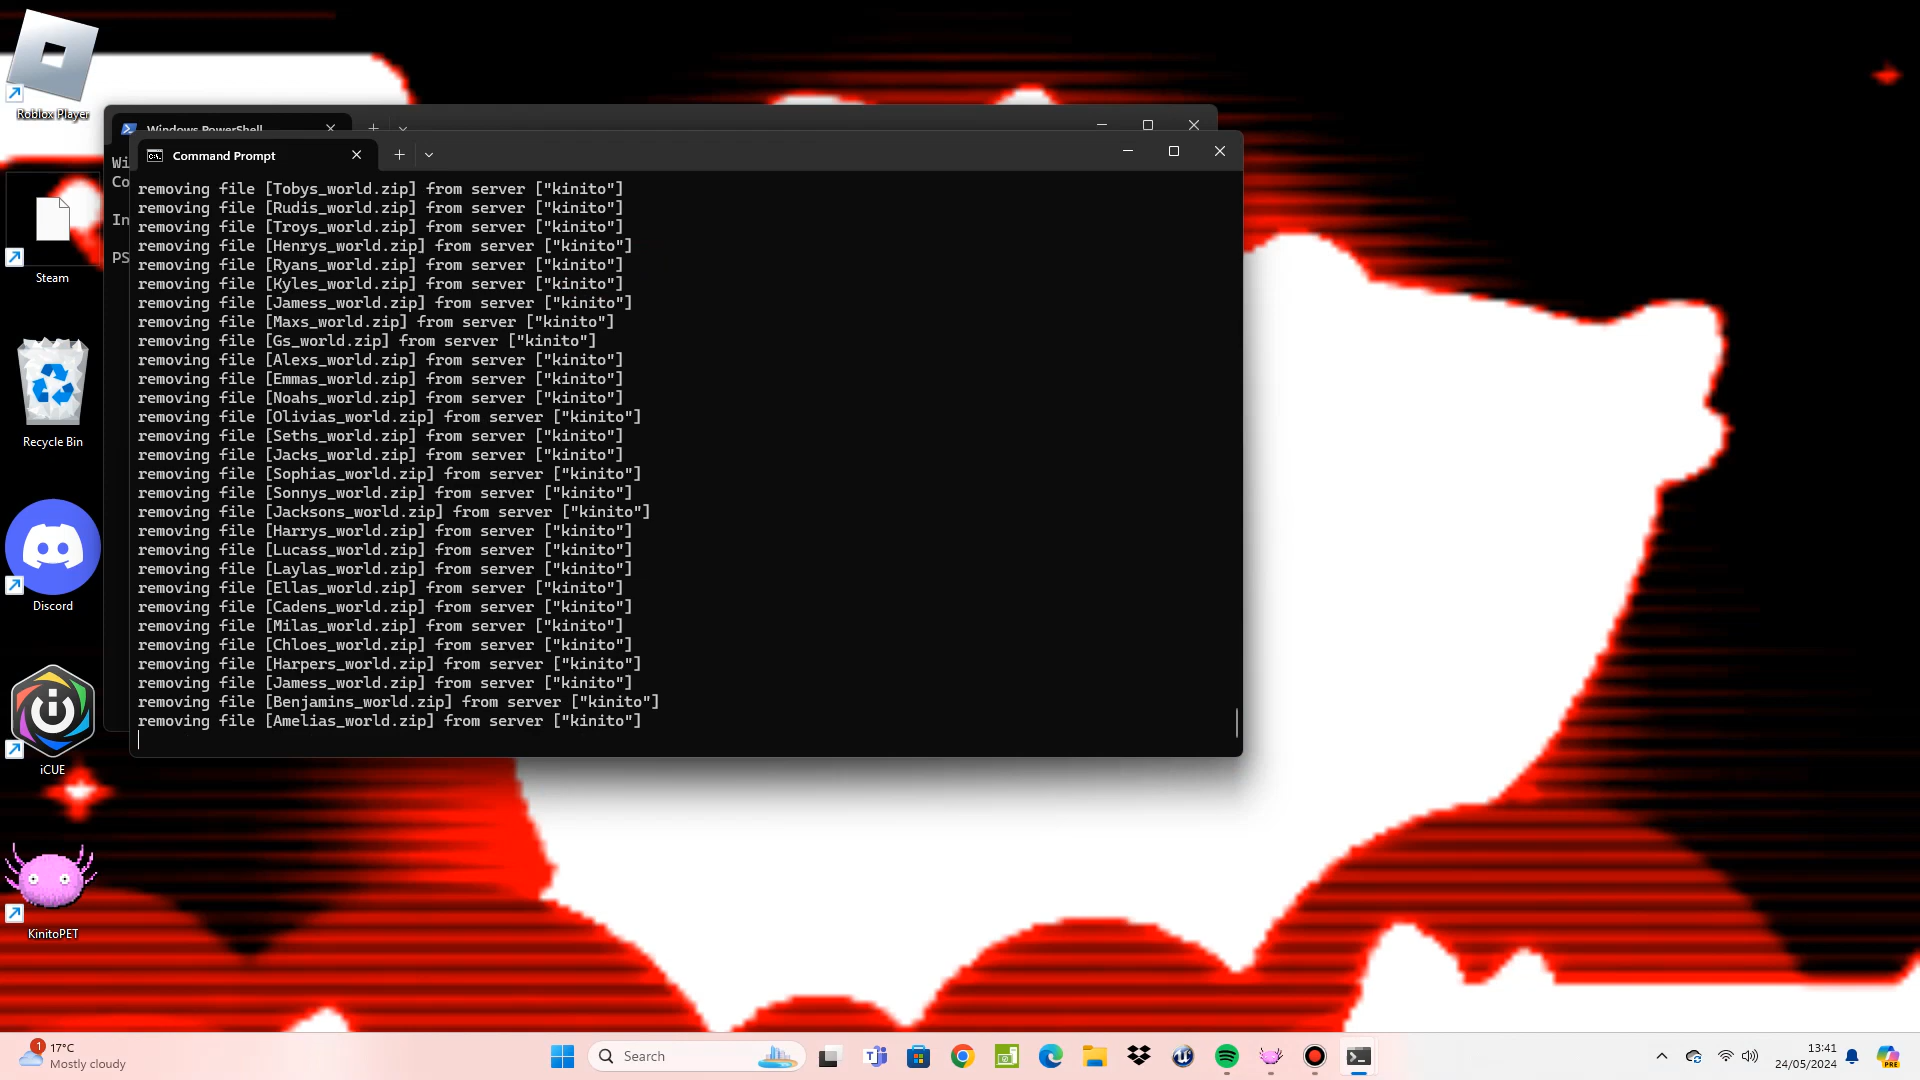 Roblox Player
Steam
Recycle Bin
Discord
iCUE
KinitoPET
Windows PowerShell
Wi
Co
In
PS
Command Prompt
removing file [Tobys_world.zip] from server ["kinito"]
removing file [Rudis_world.zip] from server ["kinito"]
removing file [Troys_world.zip] from server ["kinito"]
removing file [Henrys_world.zip] from server ["kinito"]
removing file [Ryans_world.zip] from server ["kinito"]
removing file [Kyles_world.zip] from server ["kinito"]
removing file [Jamess_world.zip] from server ["kinito"]
removing file [Maxs_world.zip] from server ["kinito"]
removing file [Gs_world.zip] from server ["kinito"]
removing file [Alexs_world.zip] from server ["kinito"]
removing file [Emmas_world.zip] from server ["kinito"]
removing file [Noahs_world.zip] from server ["kinito"]
removing file [Olivias_world.zip] from server ["kinito"]
removing file [Seths_world.zip] from server ["kinito"]
removing file [Jacks_world.zip] from server ["kinito"]
removing file [Sophias_world.zip] from server ["kinito"]
removing file [Sonnys_world.zip] from server ["kinito"]
removing file [Jacksons_world.zip] from server ["kinito"]
removing file [Harrys_world.zip] from server ["kinito"]
removing file [Lucass_world.zip] from server ["kinito"]
removing file [Laylas_world.zip] from server ["kinito"]
removing file [Ellas_world.zip] from server ["kinito"]
removing file [Cadens_world.zip] from server ["kinito"]
removing file [Milas_world.zip] from server ["kinito"]
removing file [Chloes_world.zip] from server ["kinito"]
removing file [Harpers_world.zip] from server ["kinito"]
removing file [Jamess_world.zip] from server ["kinito"]
removing file [Benjamins_world.zip] from server ["kinito"]
removing file [Amelias_world.zip] from server ["kinito"]
1
17°C
Mostly cloudy
Search
13:41
24/05/2024
PRE